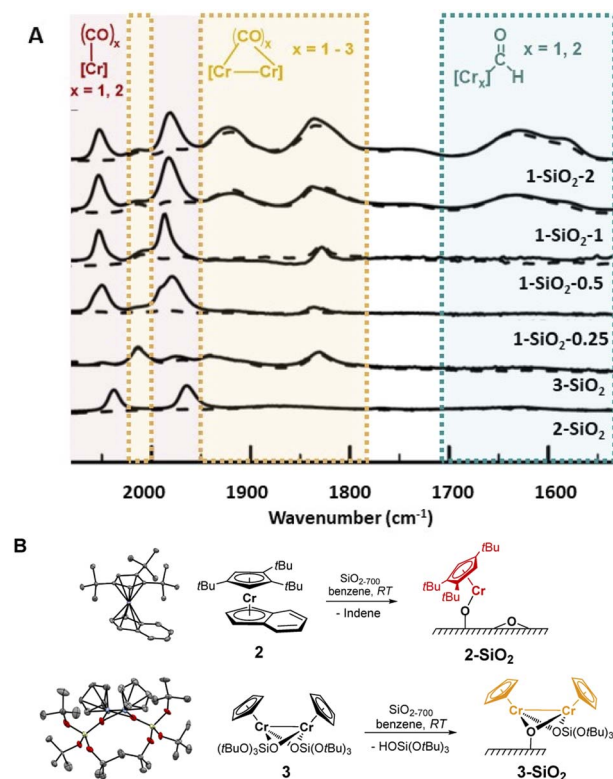 A
(CO)ₓ
[Cr]
x = 1, 2
(CO)ₓ
[Cr]
[Cr]
x = 1 - 3
O
[Crₓ]
H
x = 1, 2
1-SiO₂-2
1-SiO₂-1
1-SiO₂-0.5
1-SiO₂-0.25
3-SiO₂
2-SiO₂
2000 1900 1800 1700 1600
Wavenumber (cm⁻¹)
B
tBu
tBu
tBu
Cr
2
SiO₂₋₇₀₀
benzene, RT
- Indene
tBu
tBu
tBu
Cr
O
O
2-SiO₂
Cr
Cr
(tBuO)₃SiO
OSi(OtBu)₃
3
SiO₂₋₇₀₀
benzene, RT
- HOSi(OtBu)₃
Cr
Cr
O
OSi(OtBu)₃
3-SiO₂